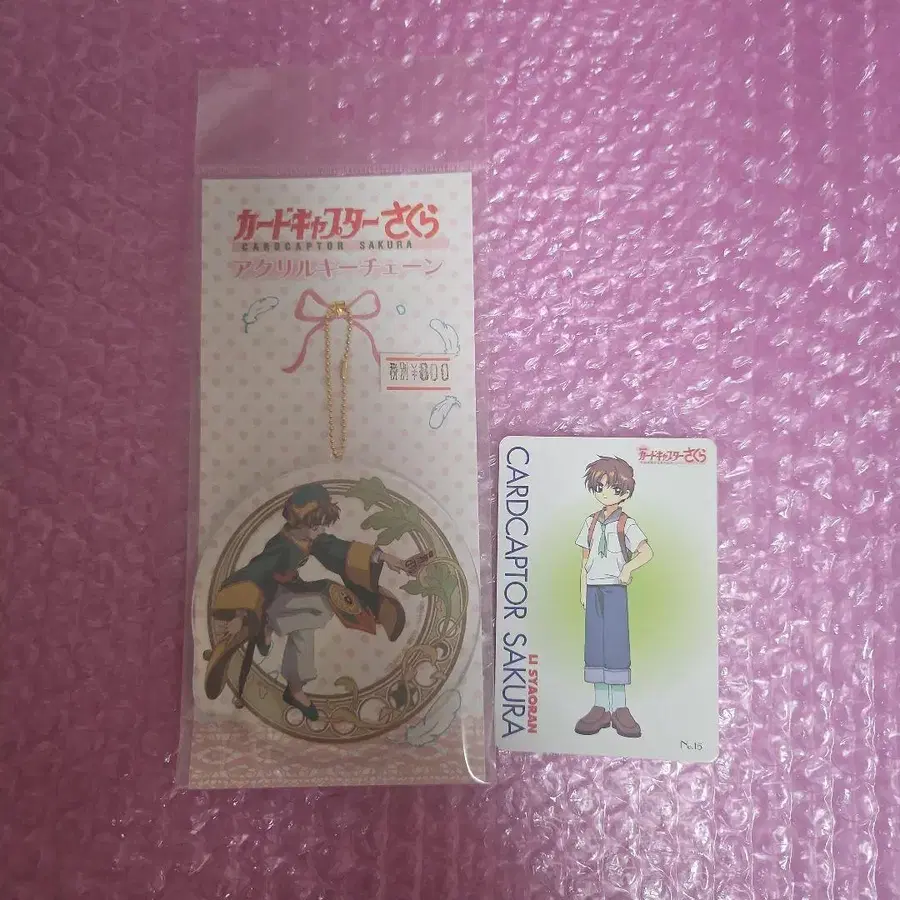 カードキャプターさくら
CARDCAPTOR SAKURA
アクリルキーチェーン
税別¥800
カードキャプターさくら
CARDCAPTOR SAKURA
LI SYAORAN
No.15